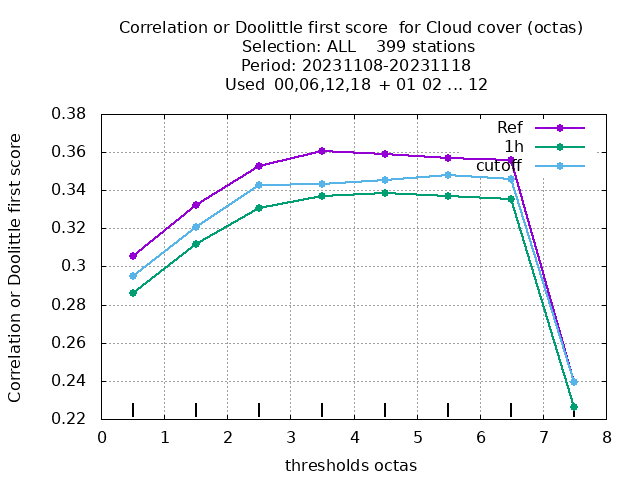 Correlation or Doolittle first score  for Cloud cover (octas)
Selection: ALL    399 stations
Period: 20231108-20231118
Used  00,06,12,18  + 01 02 ... 12
Correlation or Doolittle first score
0.38
0.36
0.34
0.32
0.3
0.28
0.26
0.24
0.22
Ref
1h
cutoff
0 1 2 3 4 5 6 7 8
thresholds octas